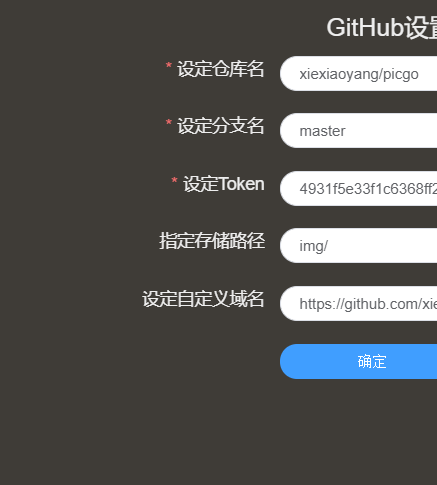 GitHub设置
* 设定仓库名 xiexiaoyang/picgo
* 设定分支名 master
* 设定Token 4931f5e33f1c6368ff2
指定存储路径 img/
设定自定义域名 https://github.com/xie
确定